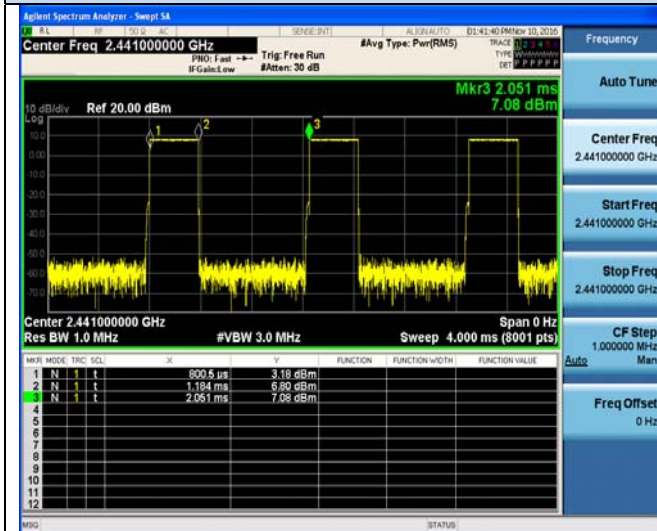 Agilent Spectrum Analyzer - Swept SA
RL RF 50 Ω AC SENSE:INT ALIGN AUTO 01:41:40 PM Nov 10, 2016
Center Freq 2.441000000 GHz
PNO: Fast
IFGain:Low
Trig: Free Run
#Atten: 30 dB
#Avg Type: Pwr(RMS)
TRACE 1 2 3 4 5 6
TYPE
DET P P P P P P
Mkr3 2.051 ms
7.08 dBm
10 dB/div Ref 20.00 dBm
Log
10.0
0.00
-10.0
-20.0
-30.0
-40.0
-50.0
-60.0
-70.0
1
2
3
Center 2.441000000 GHz Span 0 Hz
Res BW 1.0 MHz #VBW 3.0 MHz Sweep 4.000 ms (8001 pts)
MKR MODE TRC SCL X Y FUNCTION FUNCTION WIDTH FUNCTION VALUE
1 N 1 t 800.5 µs 3.18 dBm
2 N 1 t 1.184 ms 6.80 dBm
3 N 1 t 2.051 ms 7.08 dBm
4
5
6
7
8
9
10
11
12
MSG STATUS
Frequency
Auto Tune
Center Freq
2.441000000 GHz
Start Freq
2.441000000 GHz
Stop Freq
2.441000000 GHz
CF Step
1.000000 MHz
Auto Man
Freq Offset
0 Hz